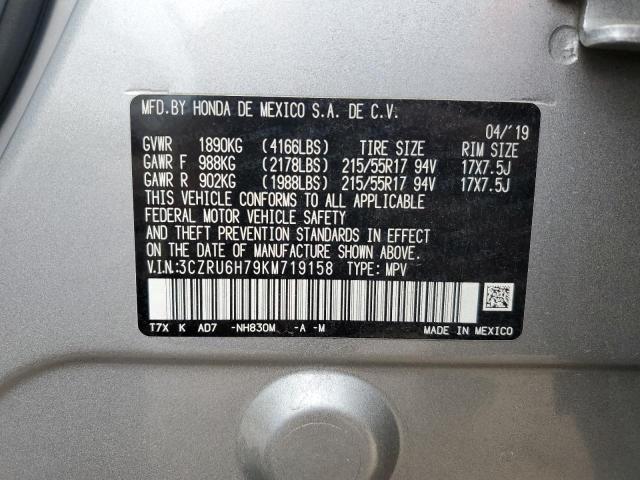 MFD.BY HONDA DE MEXICO S.A. DE C.V.
04/'19
GVWR 1890KG (4166LBS) TIRE SIZE RIM SIZE
GAWR F 988KG (2178LBS) 215/55R17 94V 17X7.5J
GAWR R 902KG (1988LBS) 215/55R17 94V 17X7.5J
THIS VEHICLE CONFORMS TO ALL APPLICABLE
FEDERAL MOTOR VEHICLE SAFETY
AND THEFT PREVENTION STANDARDS IN EFFECT
ON THE DATE OF MANUFACTURE SHOWN ABOVE.
V.I.N.:3CZRU6H79KM719158 TYPE: MPV
T7X K AD7 -NH830M -A -M MADE IN MEXICO